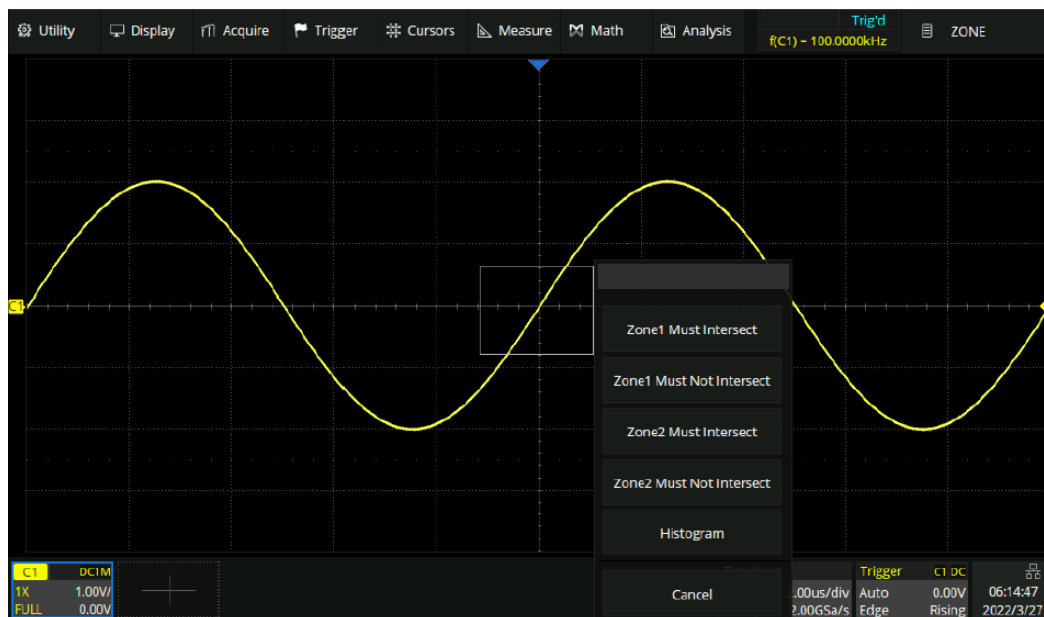 Utility Display Acquire Trigger Cursors Measure Math Analysis
Trig'd
f(C1) = 100.0000kHz
ZONE
C1
Zone1 Must Intersect
Zone1 Must Not Intersect
Zone2 Must Intersect
Zone2 Must Not Intersect
Histogram
Cancel
C1 DC1M
1X 1.00V/
FULL 0.00V
.00us/div
2.00GSa/s
Trigger C1 DC
Auto 0.00V
Edge Rising
06:14:47
2022/3/27